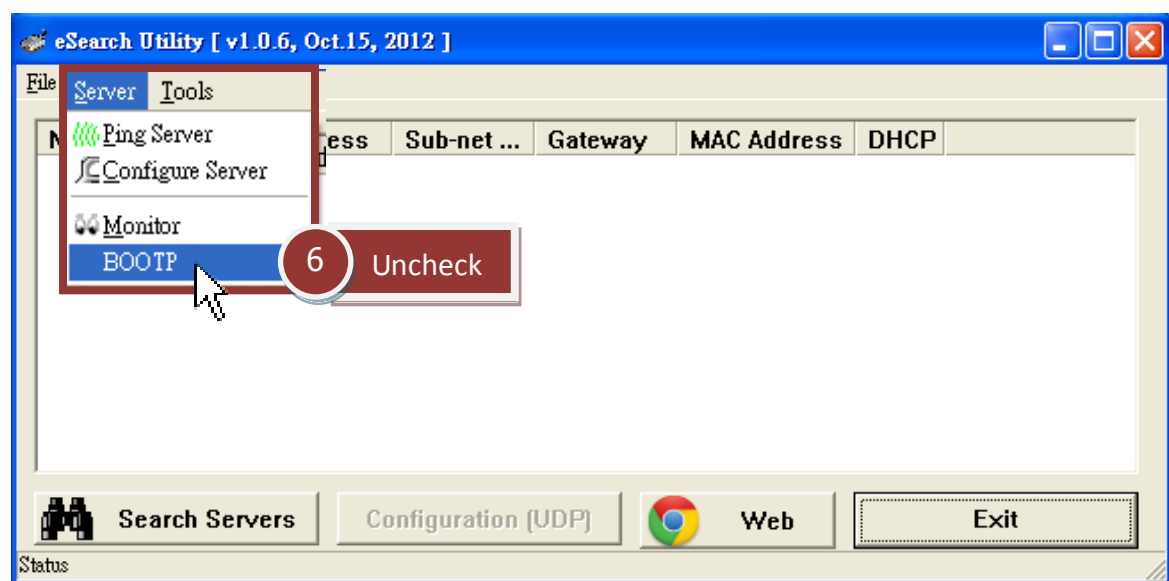 eSearch Utility [ v1.0.6, Oct.15, 2012 ]
File Server Tools
Ping Server
Configure Server
Monitor
BOOTP
6 Uncheck
N ess Sub-net ... Gateway MAC Address DHCP
Search Servers Configuration (UDP) Web Exit
Status